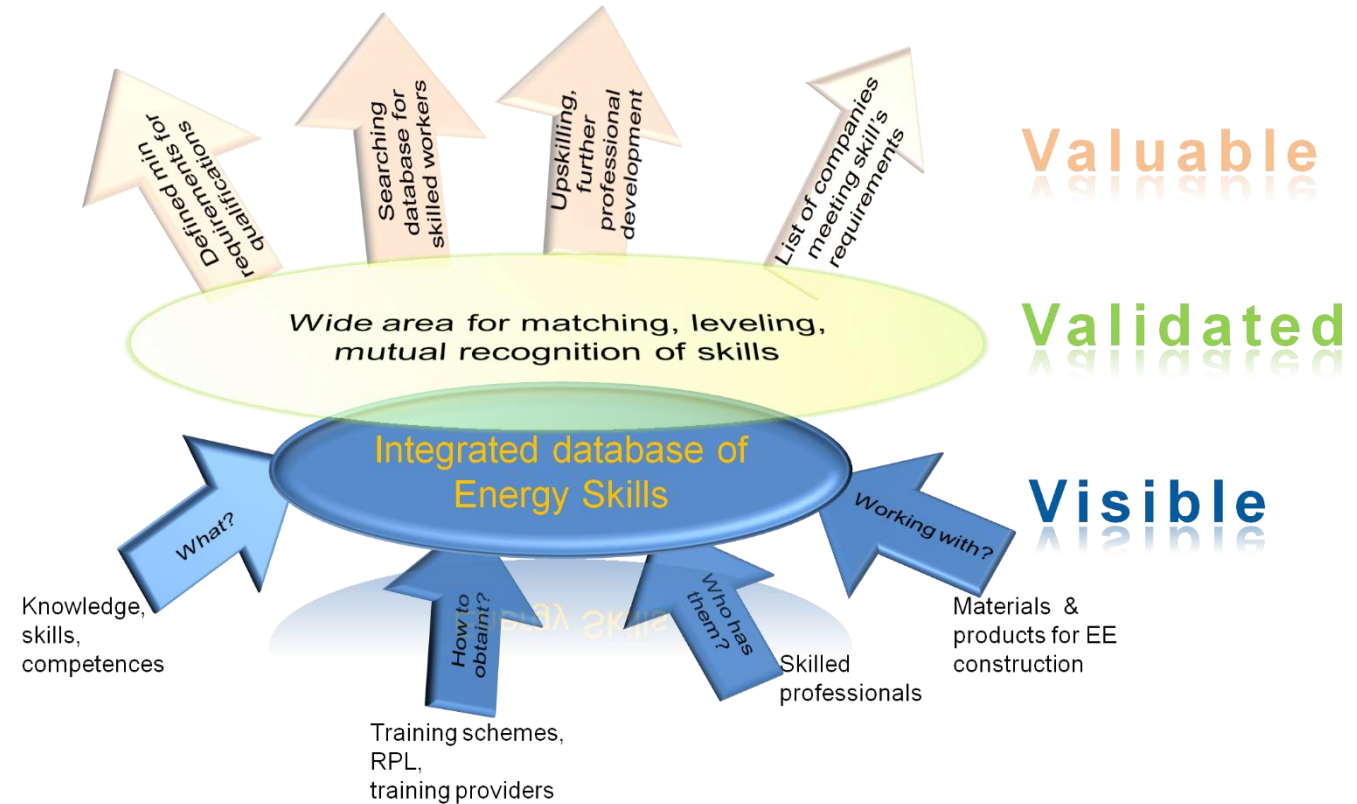 Defined min
requirements for
qualifications
Searching
database for
skilled workers
Upskilling,
further
professional
development
List of companies
meeting skill's
requirements
Valuable
Wide area for matching, leveling,
mutual recognition of skills
Validated
Integrated database of
Energy Skills
Visible
What?
How to
obtaint?
Who has
them?
Working with?
Knowledge,
skills,
competences
Training schemes,
RPL,
training providers
Skilled
professionals
Materials & 
products for EE
construction
Energy Skills